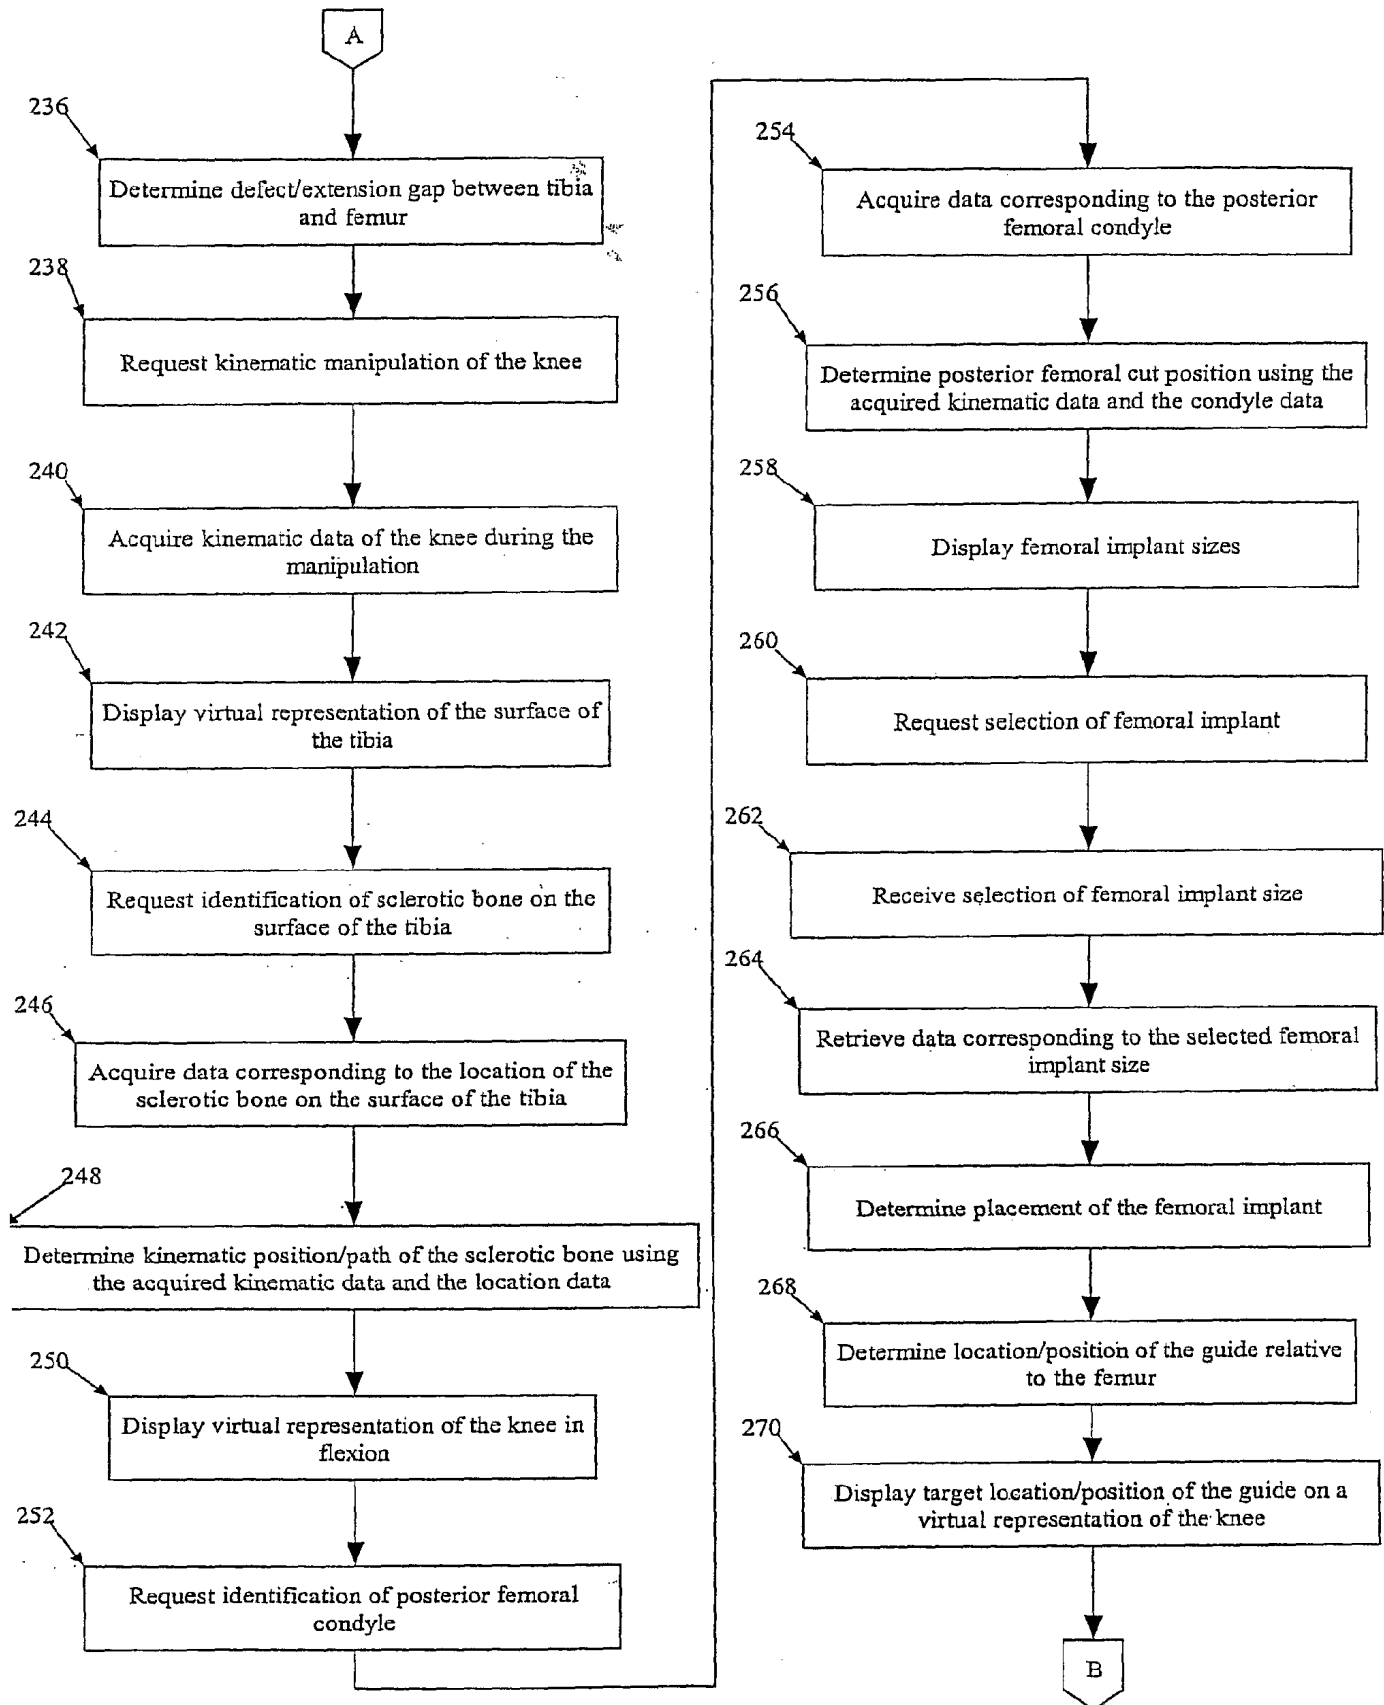 A
236
Determine defect/extension gap between tibia
and femur
238
Request kinematic manipulation of the knee
240
Acquire kinematic data of the knee during the
manipulation
242
Display virtual representation of the surface of
the tibia
244
Request identification of sclerotic bone on the
surface of the tibia
246
Acquire data corresponding to the location of the
sclerotic bone on the surface of the tibia
248
Determine kinematic position/path of the sclerotic bone using
the acquired kinematic data and the location data
250
Display virtual representation of the knee in
flexion
252
Request identification of posterior femoral
condyle
254
Acquire data corresponding to the posterior
femoral condyle
256
Determine posterior femoral cut position using the
acquired kinematic data and the condyle data
258
Display femoral implant sizes
260
Request selection of femoral implant
262
Receive selection of femoral implant size
264
Retrieve data corresponding to the selected femoral
implant size
266
Determine placement of the femoral implant
268
Determine location/position of the guide relative
to the femur
270
Display target location/position of the guide on a
virtual representation of the knee
B